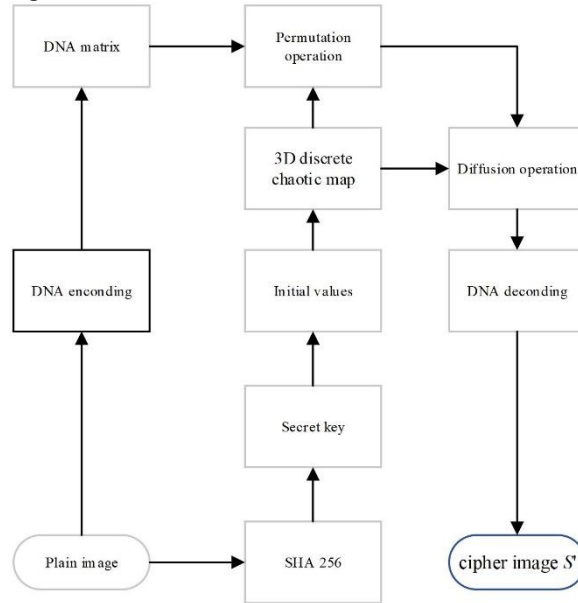 DNA matrix
Permutation
operation
3D discrete
chaotic map
Diffusion operation
DNA enconding
Initial values
DNA deconding
Secret key
Plain image
SHA 256
cipher image S'